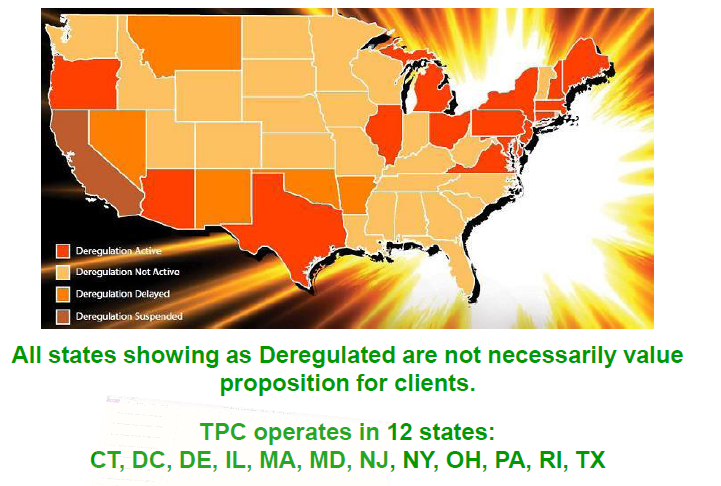 Deregulation Active
Deregulation Not Active
Deregulation Delayed
Deregulation Suspended
All states showing as Deregulated are not necessarily value
proposition for clients.
TPC operates in 12 states:
CT, DC, DE, IL, MA, MD, NJ, NY, OH, PA, RI, TX